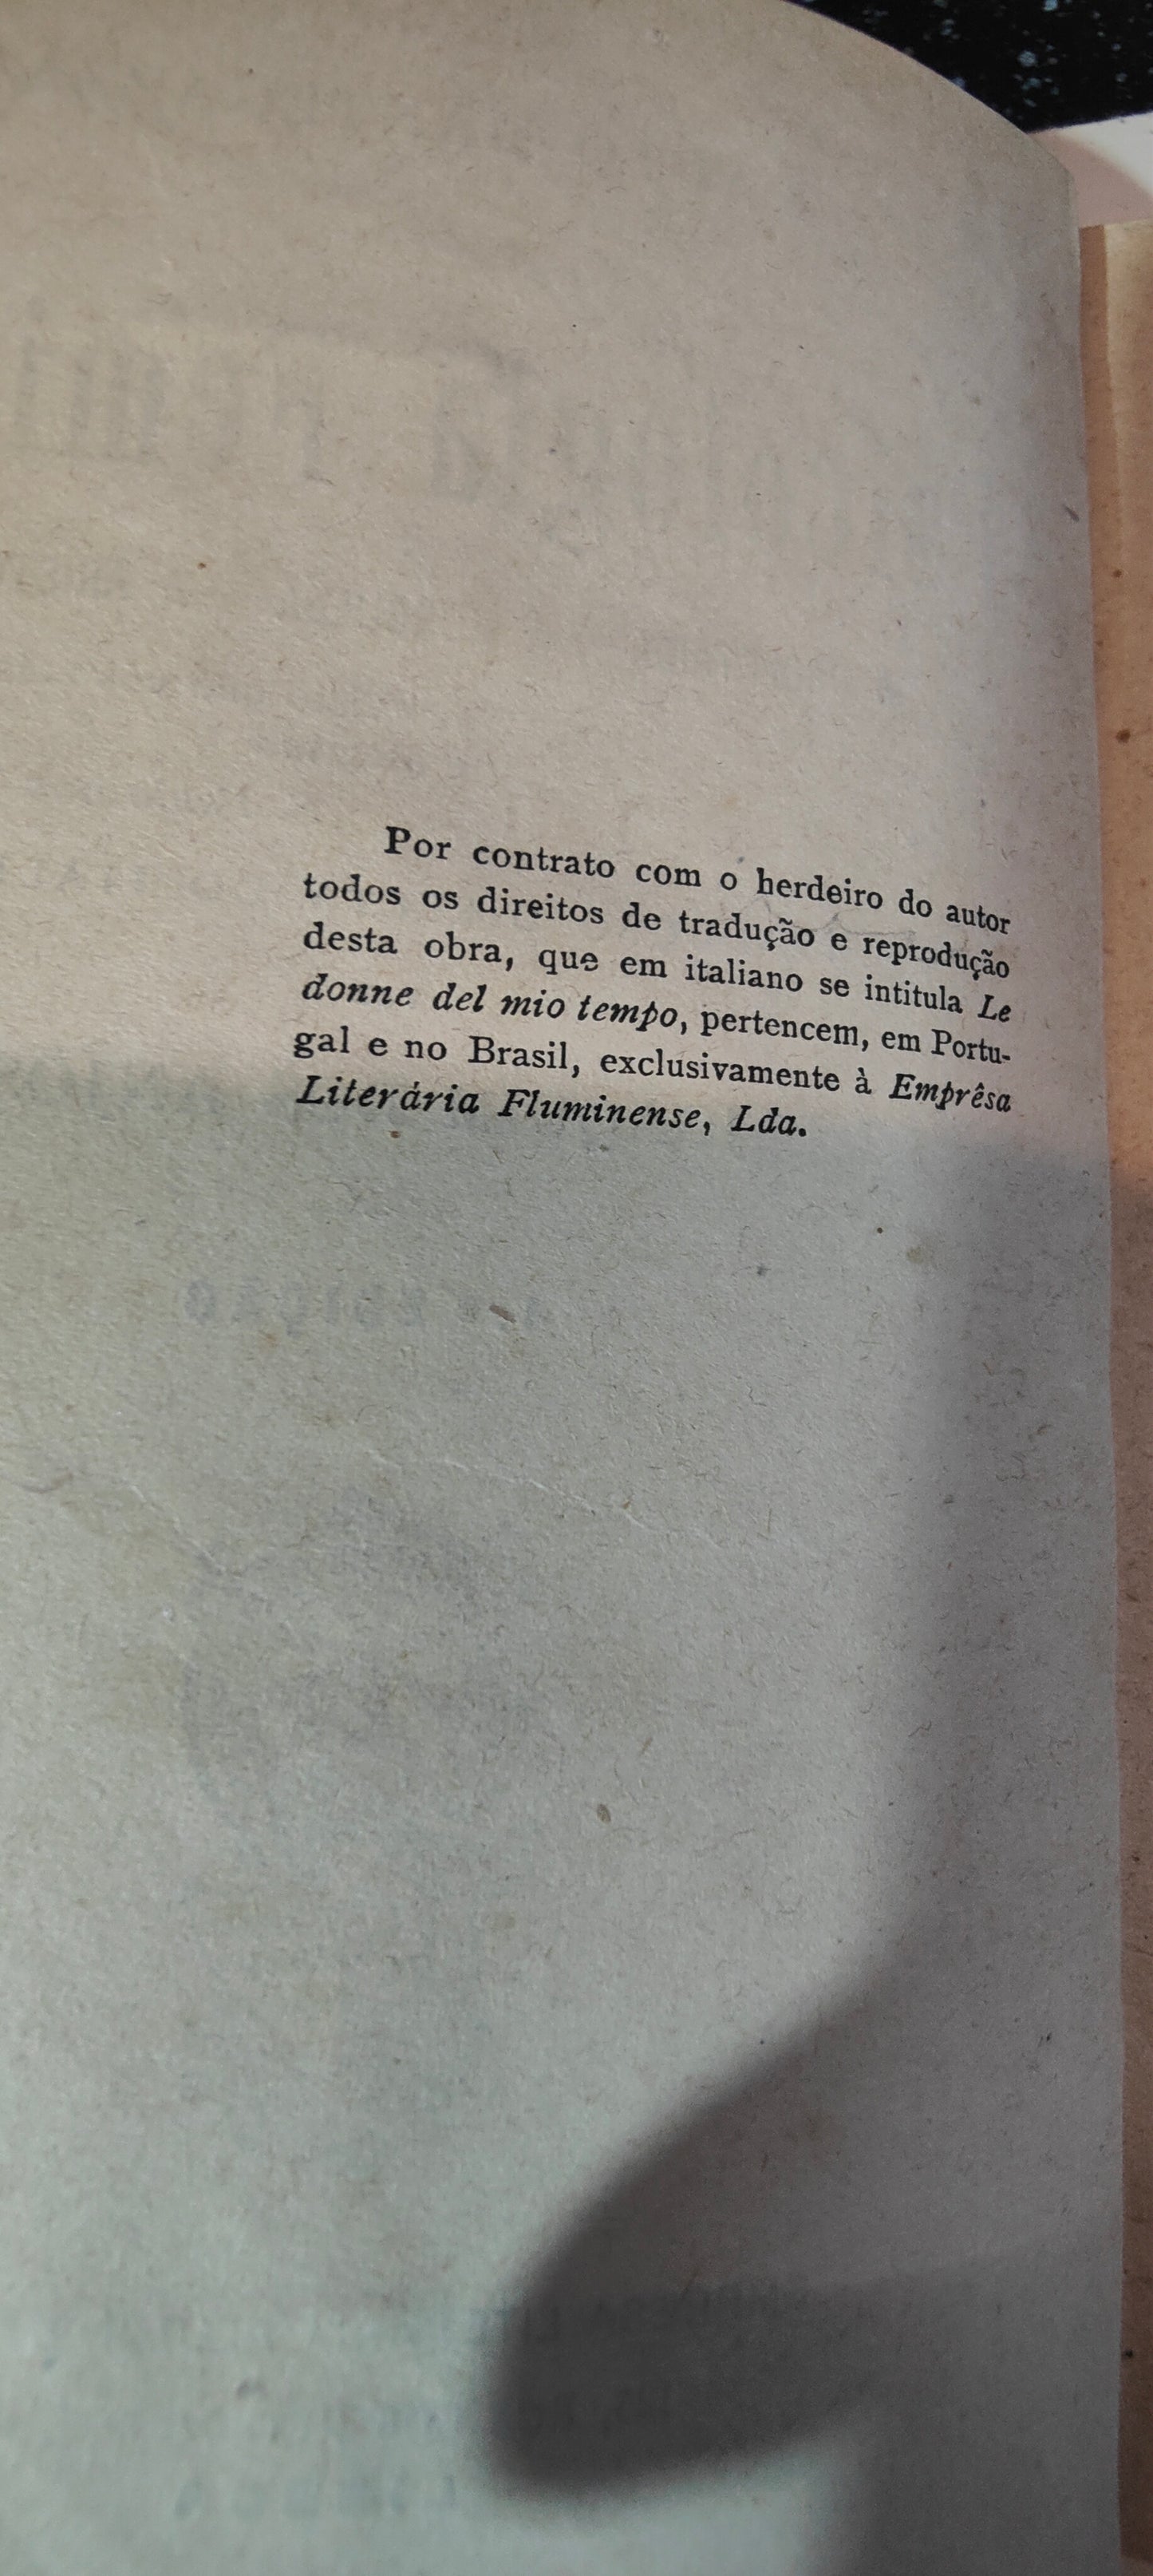 Por contrato com o herdeiro do autor
todos os direitos de tradução e reprodução
desta obra, que em italiano se intitula Le
donne del mio tempo, pertencem, em Portu-
gal e no Brasil, exclusivamente à Emprêsa
Literária Fluminense, Lda.